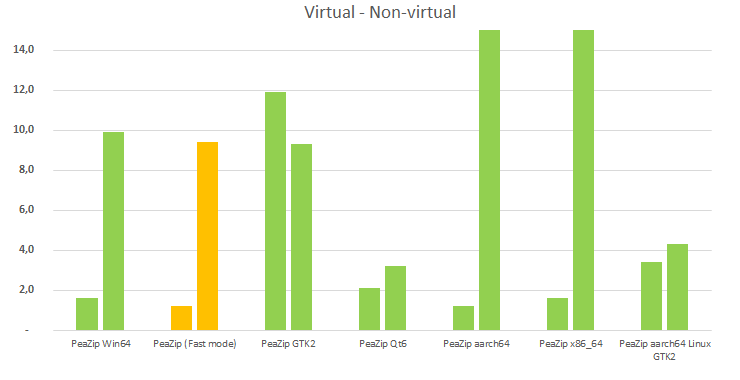 Virtual - Non-virtual
14,0
12,0
10,0
8,0
6,0
4,0
2,0
-
PeaZip Win64
PeaZip (Fast mode)
PeaZip GTK2
PeaZip Qt6
PeaZip aarch64
PeaZip x86_64
PeaZip aarch64 Linux
GTK2